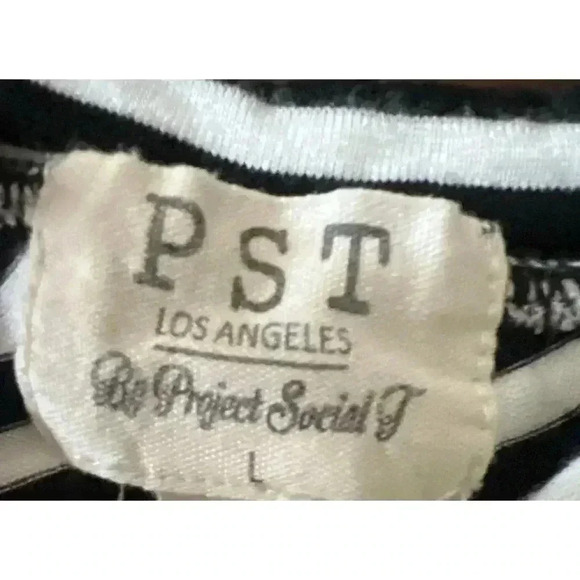 PST
LOS ANGELES
By Project Social T
L